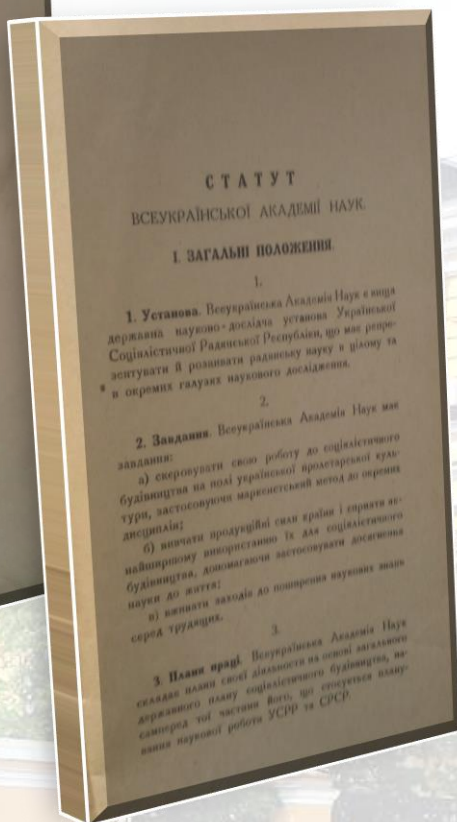 СТАТУТ
ВСЕУКРАЇНСЬКОЇ АКАДЕМІЇ НАУК.
І. ЗАГАЛЬНІ ПОЛОЖЕННЯ.
1.
1. Установа. Всеукраїнська Академія Наук є вища
державна науково-дослідча установа Української
Соціялістичної Радянської Республіки, що має репре-
зентувати й розвивати радянську науку в цілому та
в окремих галузях наукового дослідження.
2.
2. Завдання. Всеукраїнська Академія Наук має
завдання:
а) скеровувати свою роботу до соціялістичного
будівництва на полі української пролетарської куль-
тури, застосовуючи марксистський метод до окремих
дисциплін;
б) вивчати продукційні сили країни і сприяти як-
найширшому використанню їх для соціялістичного
будівництва, допомагаючи застосовувати досягнення
науки до життя;
в) вживати заходів до поширення наукових знань
серед трудящих.
3.
3. Плани праці. Всеукраїнська Академія Наук
складає плани своєї діяльности на основі загального
державного плану соціялістичного будівництва, на-
самперед тої частини його, що стосується плану-
вання наукової роботи УСРР та СРСР.